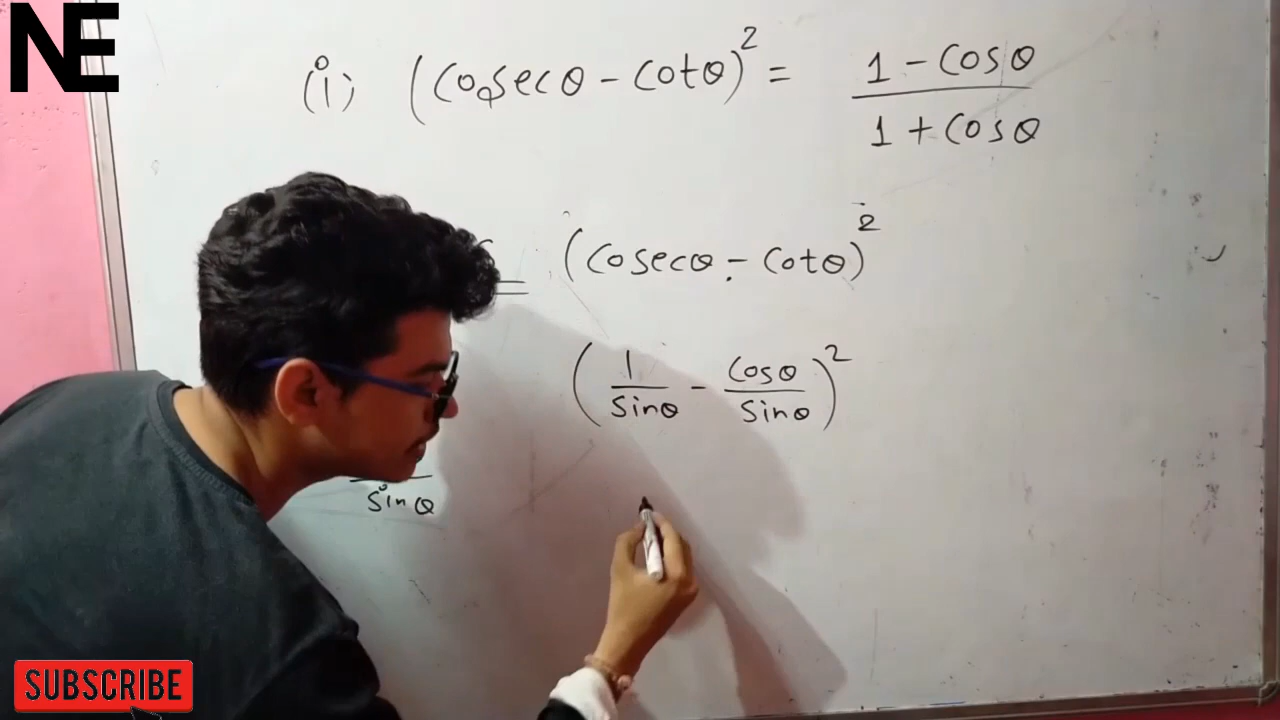 NE
(i) (Cosecθ - Cotθ)² = 1 - Cosθ
1 + Cosθ
= (Cosecθ - Cotθ)²
(1/Sinθ - Cosθ/Sinθ)²
Sinθ
SUBSCRIBE